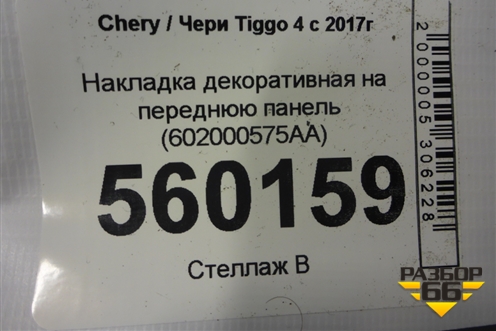 Chery / Чери Tiggo 4 с 2017г
Накладка декоративная на
переднюю панель
(602000575AA)
560159
Стеллаж В
2000005306228
РАЗБОР
66